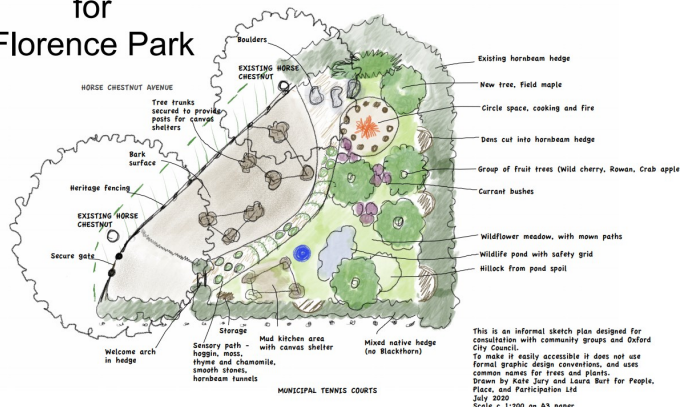 for
Florence Park
Boulders
EXISTING HORSE
CHESTNUT
HORSE CHESTNUT AVENUE
Tree trunks
secured to provide
posts for canvas
shelters
Bark
surface
Heritage fencing
EXISTING HORSE
CHESTNUT
Secure gate
Welcome arch
in hedge
Storage
Sensory path -
hoggin, moss,
thyme and chamomile,
smooth stones,
hornbeam tunnels
Mud kitchen area
with canvas shelter
Mixed native hedge
(no Blackthorn)
MUNICIPAL TENNIS COURTS
Existing hornbeam hedge
New tree, field maple
Circle space, cooking and fire
Dens cut into hornbeam hedge
Group of fruit trees (Wild cherry, Rowan, Crab apple
Currant bushes
Wildflower meadow, with mown paths
Wildlife pond with safety grid
Hillock from pond spoil
This is an informal sketch plan designed for
consultation with community groups and Oxford
City Council.
To make it easily accessible it does not use
formal graphic design conventions, and uses
common names for trees and plants.
Drawn by Kate Jury and Laura Burt for People,
Place, and Participation Ltd
July 2020
Scale c 1:200 on A3 paper